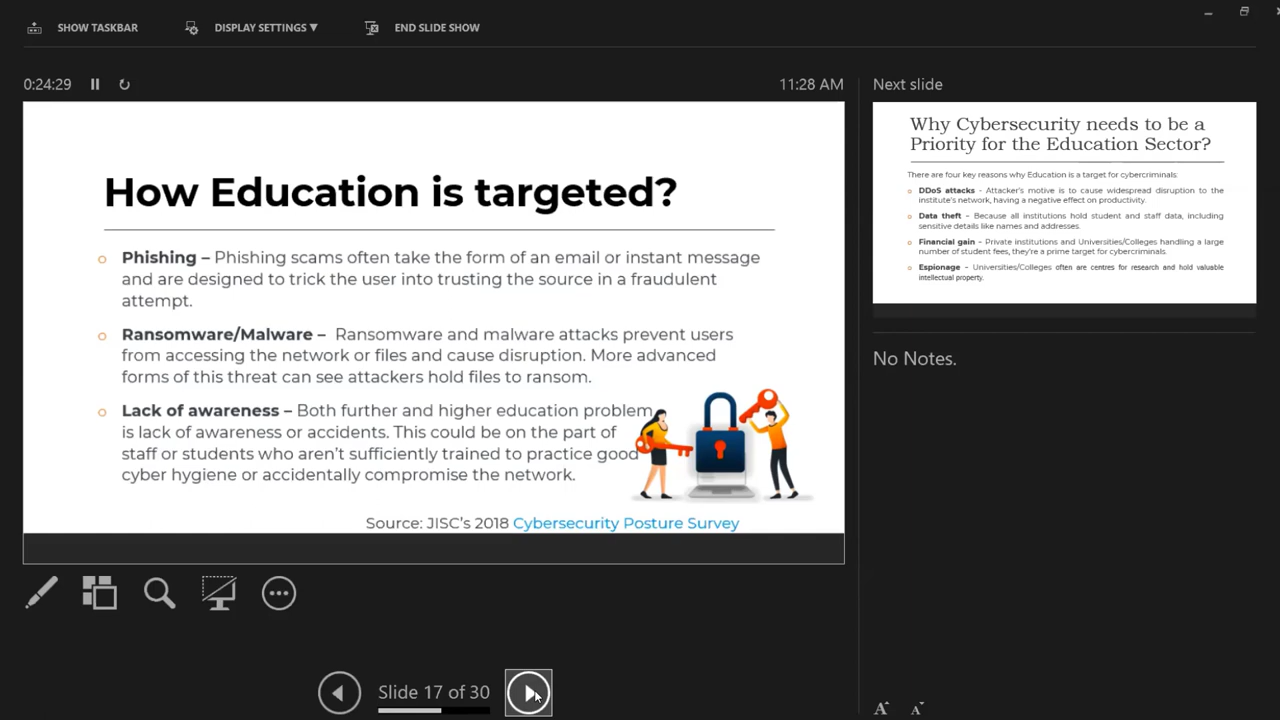 SHOW TASKBAR
DISPLAY SETTINGS ▼
END SLIDE SHOW
0:24:29
11:28 AM
How Education is targeted?
Phishing – Phishing scams often take the form of an email or instant message
and are designed to trick the user into trusting the source in a fraudulent
attempt.
Ransomware/Malware – Ransomware and malware attacks prevent users
from accessing the network or files and cause disruption. More advanced
forms of this threat can see attackers hold files to ransom.
Lack of awareness – Both further and higher education problem
is lack of awareness or accidents. This could be on the part of
staff or students who aren't sufficiently trained to practice good
cyber hygiene or accidentally compromise the network.
Source: JISC's 2018 Cybersecurity Posture Survey
Slide 17 of 30
Next slide
Why Cybersecurity needs to be a
Priority for the Education Sector?
There are four key reasons why Education is a target for cybercriminals:
DDoS attacks - Attacker's motive is to cause widespread disruption to the
institute's network, having a negative effect on productivity.
Data theft – Because all institutions hold student and staff data, including
sensitive details like names and addresses.
Financial gain – Private institutions and Universities/Colleges handling a large
number of student fees, they're a prime target for cybercriminals.
Espionage – Universities/Colleges often are centres for research and hold valuable
intellectual property.
No Notes.
A A